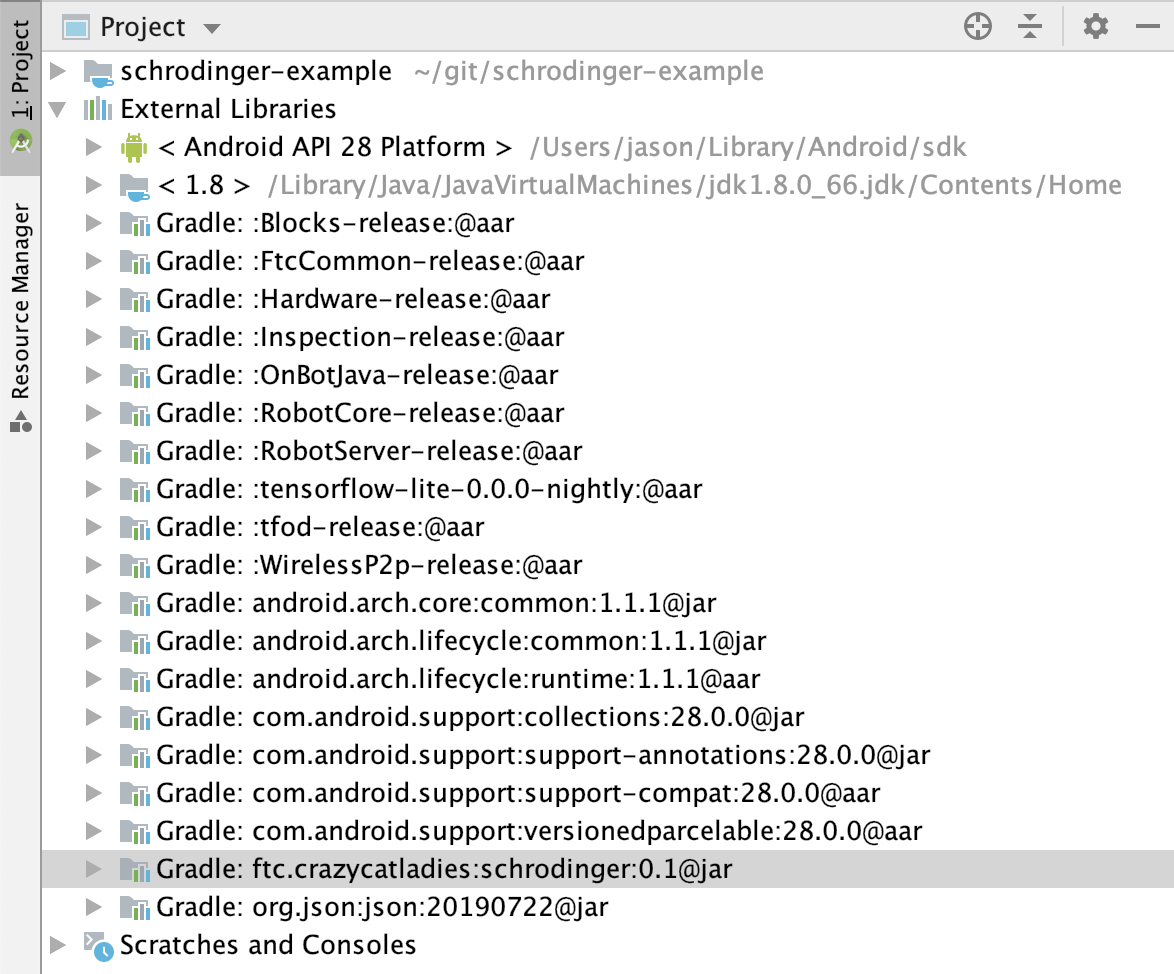 Project
1: Project
Resource Manager
schrodinger-example ~/git/schrodinger-example
External Libraries
< Android API 28 Platform > /Users/jason/Library/Android/sdk
< 1.8 > /Library/Java/JavaVirtualMachines/jdk1.8.0_66.jdk/Contents/Home
Gradle: :Blocks-release:@aar
Gradle: :FtcCommon-release:@aar
Gradle: :Hardware-release:@aar
Gradle: :Inspection-release:@aar
Gradle: :OnBotJava-release:@aar
Gradle: :RobotCore-release:@aar
Gradle: :RobotServer-release:@aar
Gradle: :tensorflow-lite-0.0.0-nightly:@aar
Gradle: :tfod-release:@aar
Gradle: :WirelessP2p-release:@aar
Gradle: android.arch.core:common:1.1.1@jar
Gradle: android.arch.lifecycle:common:1.1.1@jar
Gradle: android.arch.lifecycle:runtime:1.1.1@aar
Gradle: com.android.support:collections:28.0.0@jar
Gradle: com.android.support:support-annotations:28.0.0@jar
Gradle: com.android.support:support-compat:28.0.0@aar
Gradle: com.android.support:versionedparcelable:28.0.0@aar
Gradle: ftc.crazycatladies:schrodinger:0.1@jar
Gradle: org.json:json:20190722@jar
Scratches and Consoles